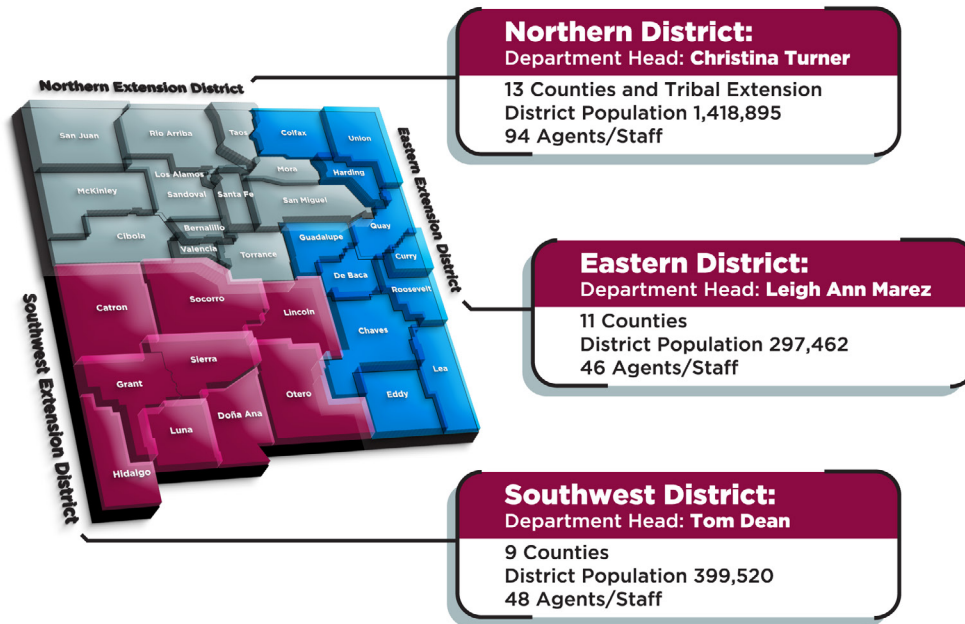 Northern District:
Department Head: Christina Turner
13 Counties and Tribal Extension
District Population 1,418,895
94 Agents/Staff
Northern Extension District
Eastern Extension District
Southwest Extension District
San Juan
Rio Arriba
Taos
Colfax
Union
Los Alamos
Mora
Harding
McKinley
Sandoval
Santa Fe
San Miguel
Cibola
Bernalillo
Valencia
Torrance
Guadalupe
Quay
Curry
De Baca
Roosevelt
Catron
Socorro
Lincoln
Chaves
Sierra
Grant
Otero
Lea
Eddy
Luna
Doña Ana
Hidalgo
Eastern District:
Department Head: Leigh Ann Marez
11 Counties
District Population 297,462
46 Agents/Staff
Southwest District:
Department Head: Tom Dean
9 Counties
District Population 399,520
48 Agents/Staff